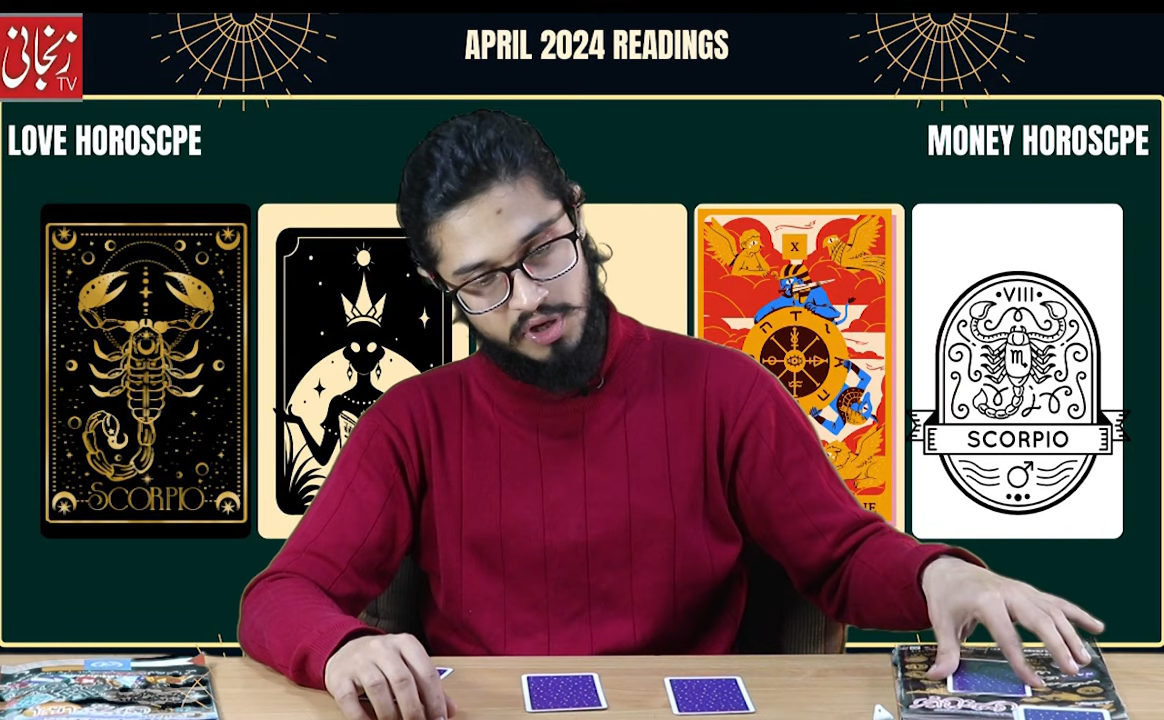 زنجانی
TV
APRIL 2024 READINGS
LOVE HOROSCPE
MONEY HOROSCPE
SCORPIO
X
VIII
SCORPIO